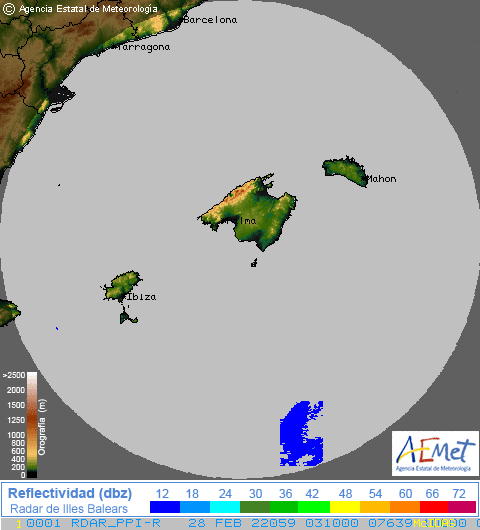 © Agencia Estatal de Meteorología
Barcelona
Tarragona
Mahon
lma
Ibiza
>2500
2000
1500
1000
800
600
400
200
0
Orografía (m)
AEMet
Agencia Estatal de Meteorología
Reflectividad (dbz)
Radar de Illes Balears
12 18 24 30 36 42 48 54 60 66 72
1 0001 RDAR_PPI-R 28 FEB 22059 031000 07639